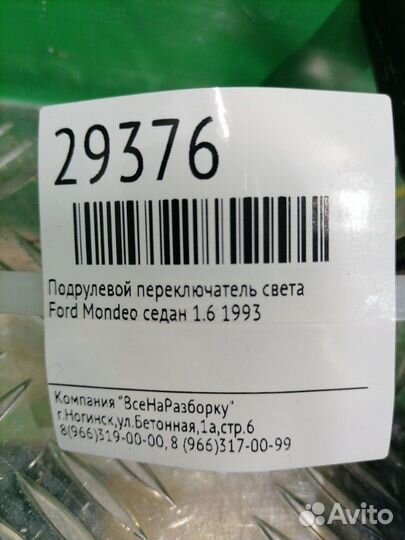 29376
Подрулевой переключатель света
Ford Mondeo седан 1.6 1993
Компания "ВсеНаРазборку"
г.Ногинск,ул.Бетонная,1а,стр.6
8(966)319-00-00, 8 (966)317-00-99
Avito